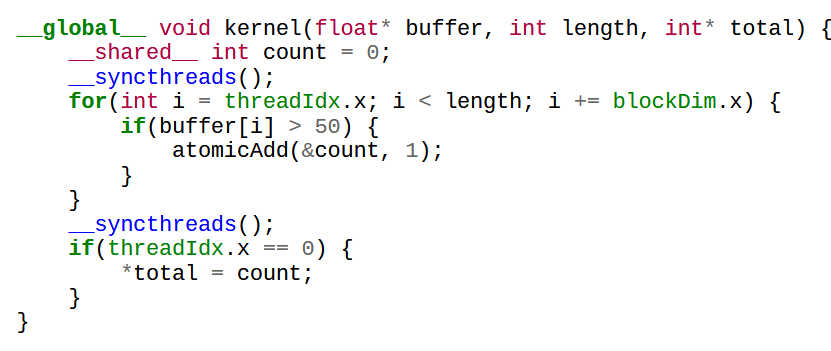 __global__ void kernel(float* buffer, int length, int* total) {
    __shared__ int count = 0;
    __syncthreads();
    for(int i = threadIdx.x; i < length; i += blockDim.x) {
        if(buffer[i] > 50) {
            atomicAdd(&count, 1);
        }
    }
    __syncthreads();
    if(threadIdx.x == 0) {
        *total = count;
    }
}